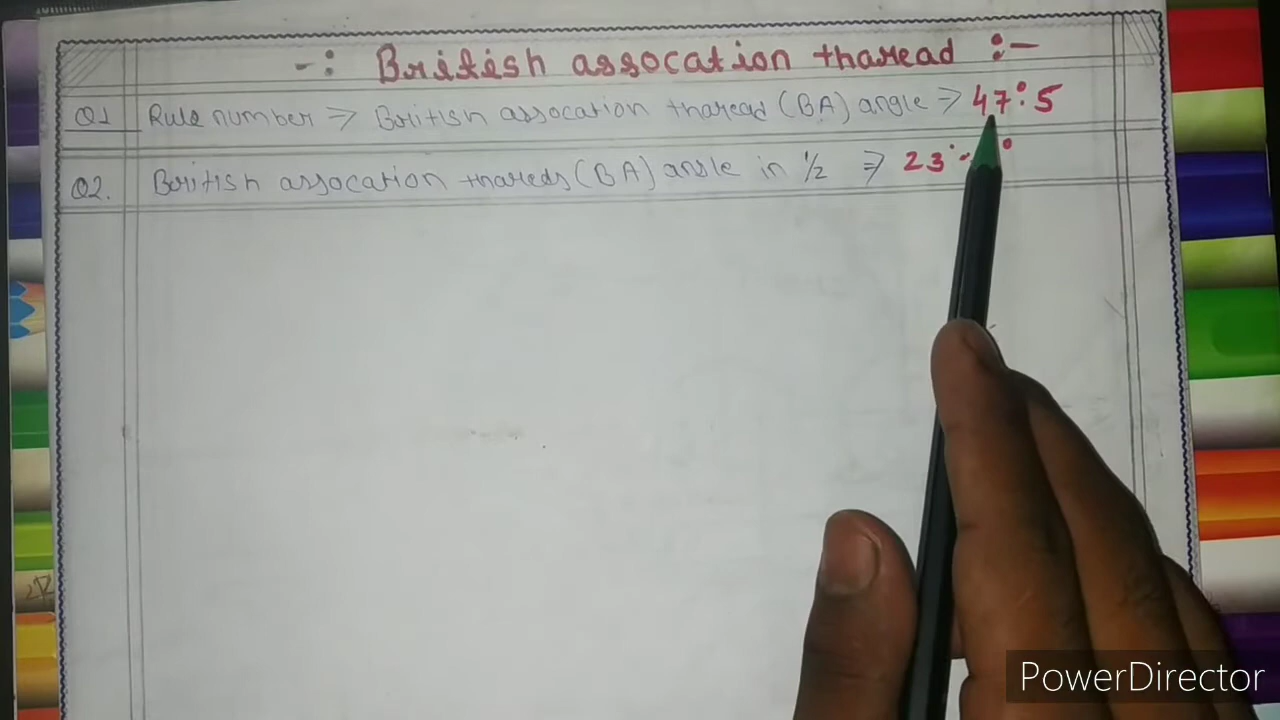 -: British assocation tharead :-
Q1 Rule number ⇒ British assocation tharead (BA) angle ⇒ 47°.5
Q2. British assocation thareds (BA) angle in 1/2 ⇒ 23
PowerDirector